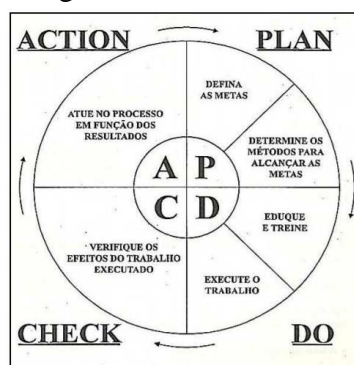 ACTION
PLAN
DEFINA
AS METAS
ATUE NO PROCESSO
EM FUNÇÃO DOS
RESULTADOS
DETERMINE OS
MÉTODOS PARA
ALCANÇAR AS
METAS
A P
C D
EDUQUE
E TREINE
VERIFIQUE OS
EFEITOS DO TRABALHO
EXECUTADO
EXECUTE O
TRABALHO
CHECK
DO